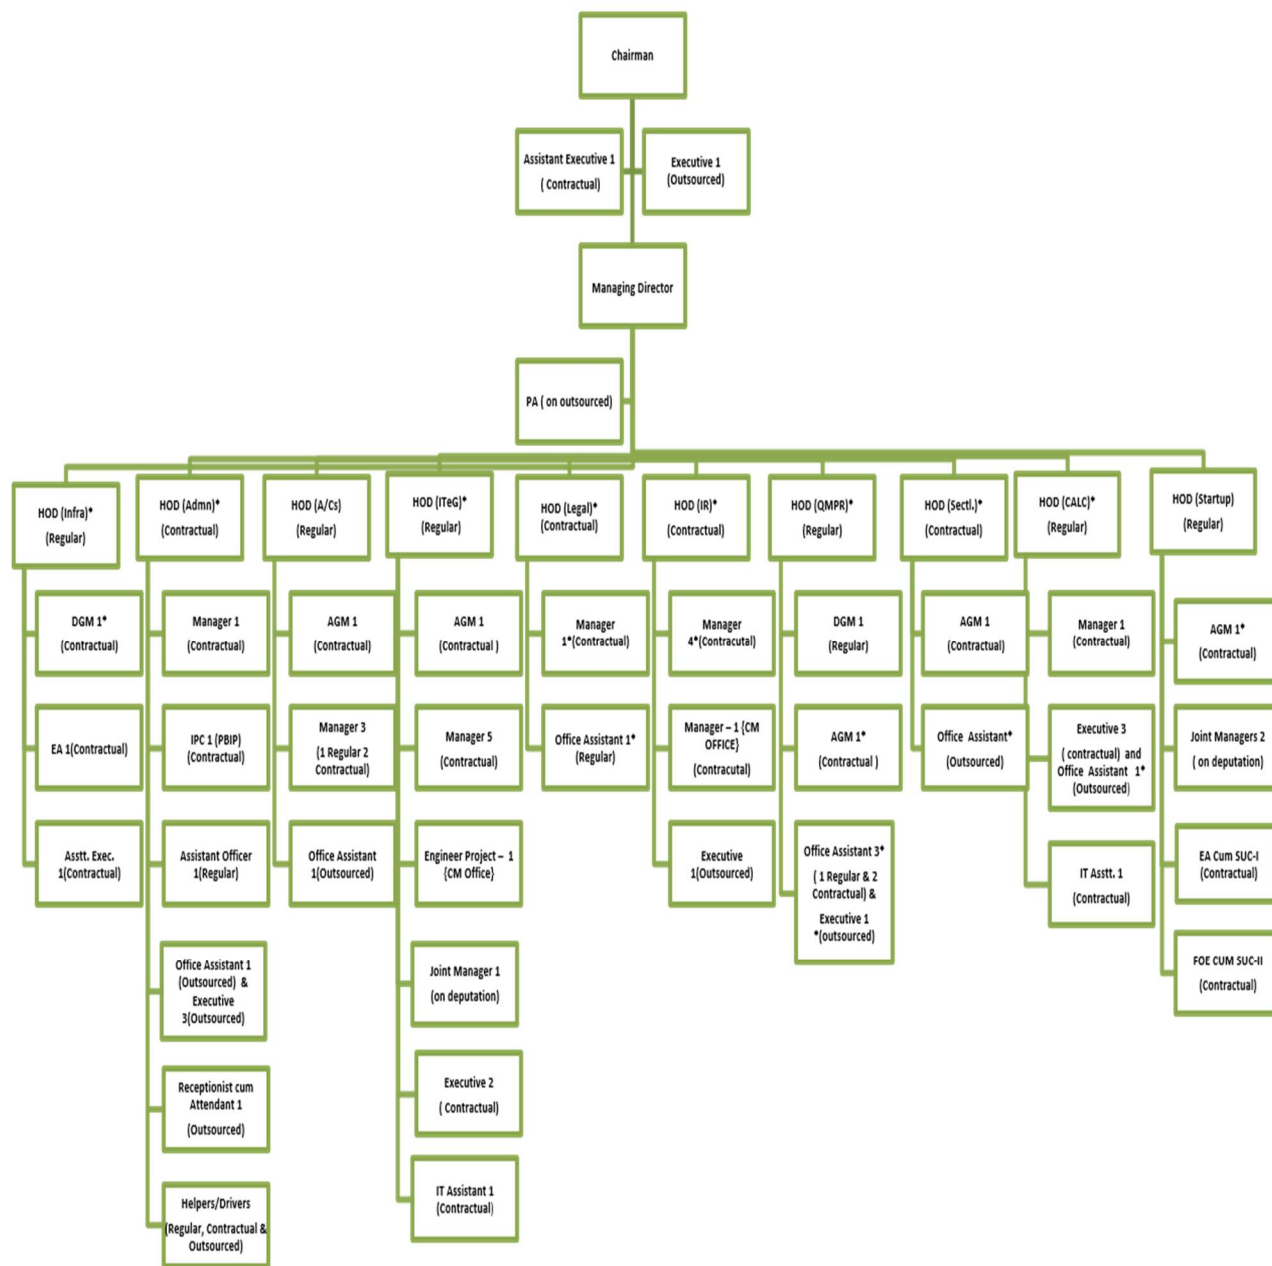 Chairman
Assistant Executive 1
( Contractual)
Executive 1
(Outsourced)
Managing Director
PA ( on outsourced)
HOD (Infra)*
(Regular)
HOD (Admn)*
(Contractual)
HOD (A/Cs)
(Regular)
HOD (ITeG)*
(Regular)
HOD (Legal)*
(Contractual)
HOD (IR)*
(Contractual)
HOD (QMPR)*
(Regular)
HOD (Sectl.)*
(Contractual)
HOD (CALC)*
(Regular)
HOD (Startup)
(Regular)
DGM 1*
(Contractual)
EA 1(Contractual)
Asstt. Exec.
1(Contractual)
Manager 1
(Contractual)
IPC 1 (PBIP)
(Contractual)
Assistant Officer
1(Regular)
Office Assistant 1
(Outsourced) &
Executive
3(Outsourced)
Receptionist cum
Attendant 1
(Outsourced)
Helpers/Drivers
(Regular, Contractual &
Outsourced)
AGM 1
(Contractual)
Manager 3
(1 Regular 2
Contractual)
Office Assistant
1(Outsourced)
AGM 1
(Contractual )
Manager 5
(Contractual)
Engineer Project – 1
{CM Office}
Joint Manager 1
(on deputation)
Executive 2
( Contractual)
IT Assistant 1
(Contractual)
Manager
1*(Contractual)
Office Assistant 1*
(Regular)
Manager
4*(Contracutal)
Manager – 1 {CM
OFFICE}
(Contracutal)
Executive
1(Outsourced)
DGM 1
(Regular)
AGM 1*
(Contractual )
Office Assistant 3*
( 1 Regular & 2
Contractual) &
Executive 1
*(outsourced)
AGM 1
(Contractual)
Office Assistant*
(Outsourced)
Manager 1
(Contractual)
Executive 3
( contractual) and
Office Assistant 1*
(Outsourced)
IT Asstt. 1
(Contractual)
AGM 1*
(Contractual)
Joint Managers 2
( on deputation)
EA Cum SUC-I
(Contractual)
FOE CUM SUC-II
(Contractual)